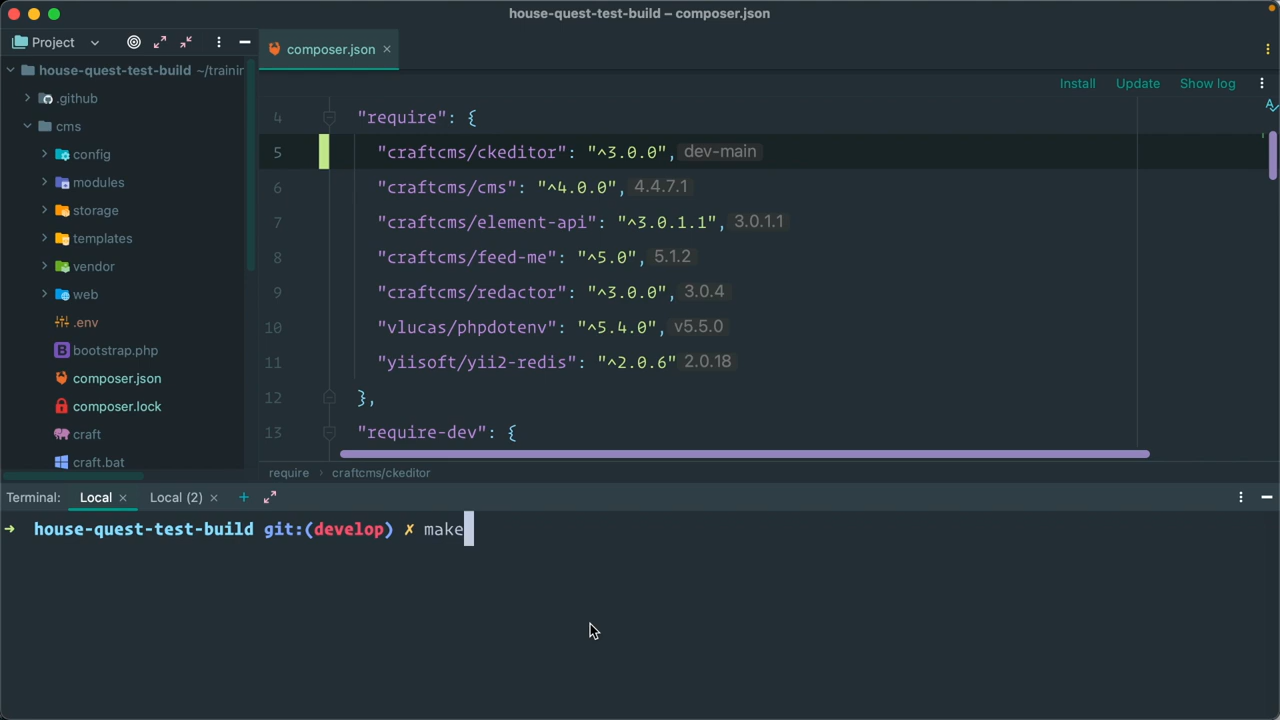 house-quest-test-build – composer.json
Project
composer.json
house-quest-test-build ~/trainir
Install Update Show log
.github
cms
config
modules
storage
templates
vendor
web
.env
bootstrap.php
composer.json
composer.lock
craft
craft.bat
4 "require": {
5 "craftcms/ckeditor": "^3.0.0", dev-main
6 "craftcms/cms": "^4.0.0", 4.4.7.1
7 "craftcms/element-api": "^3.0.1.1", 3.0.1.1
8 "craftcms/feed-me": "^5.0", 5.1.2
9 "craftcms/redactor": "^3.0.0", 3.0.4
10 "vlucas/phpdotenv": "^5.4.0", v5.5.0
11 "yiisoft/yii2-redis": "^2.0.6" 2.0.18
12 },
13 "require-dev": {
require › craftcms/ckeditor
Terminal: Local Local (2)
→ house-quest-test-build git:(develop) ✗ make